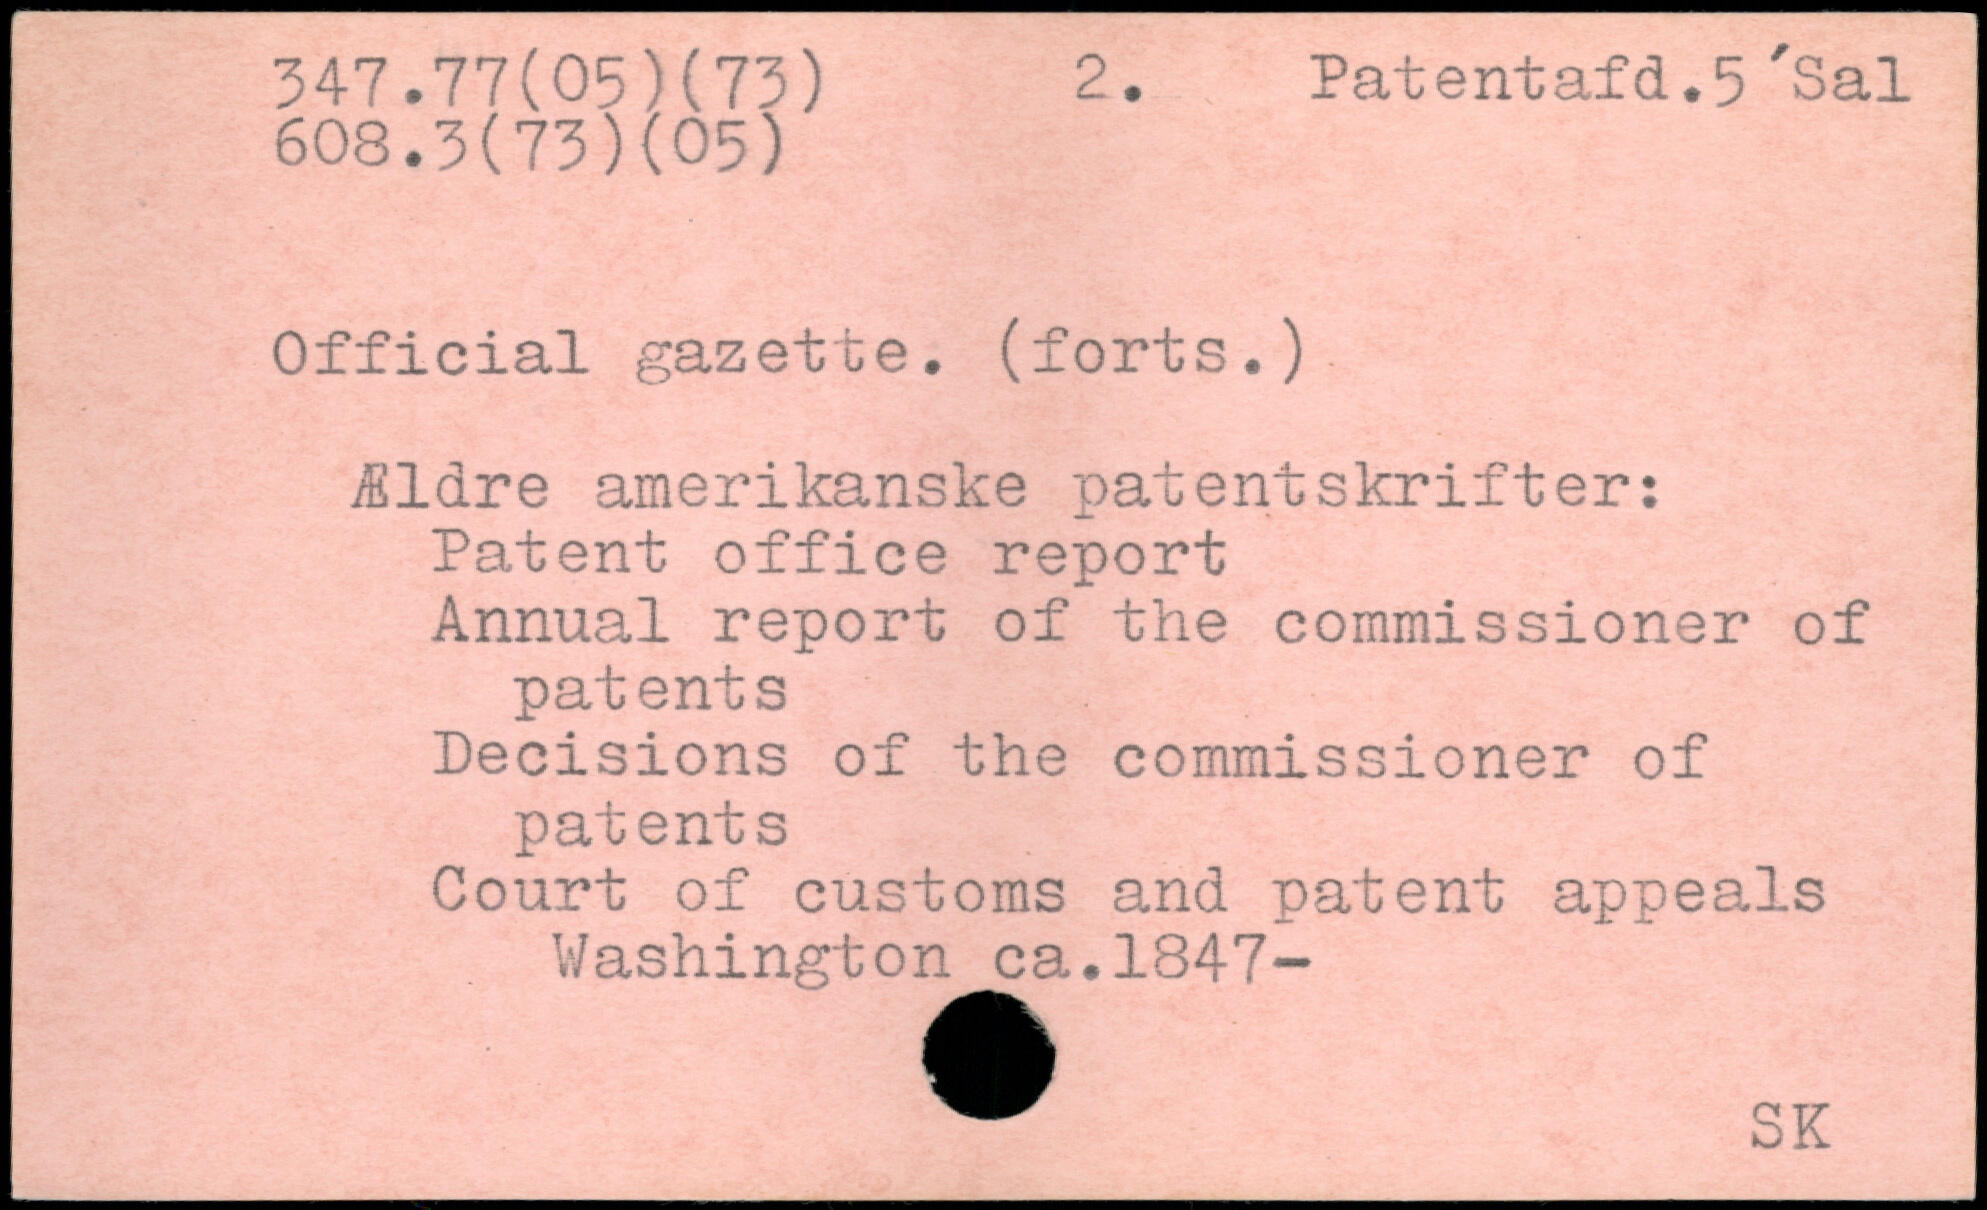 347.77(05)(73) 2. Patentafd.5´Sal
608.3(73)(05)
Official gazette. (forts.)
Ældre amerikanske patentskrifter:
Patent office report
Annual report of the commissioner of
patents
Decisions of the commissioner of
patents
Court of customs and patent appeals
Washington ca.1847-
SK